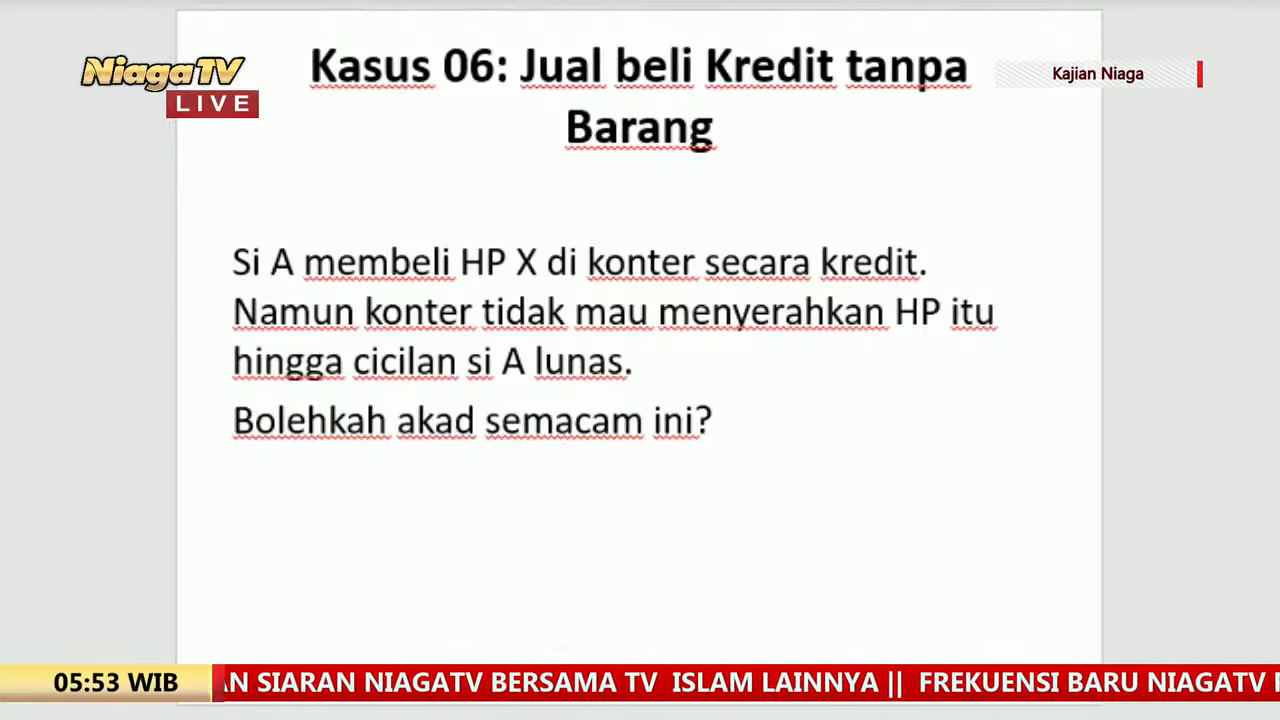 Kasus 06: Jual beli Kredit tanpa
Barang
NiagaTV
LIVE
Kajian Niaga
Si A membeli HP X di konter secara kredit.
Namun konter tidak mau menyerahkan HP itu
hingga cicilan si A lunas.
Bolehkah akad semacam ini?
05:53 WIB
SIARAN NIAGATV BERSAMA TV ISLAM LAINNYA || FREKUENSI BARU NIAGATV